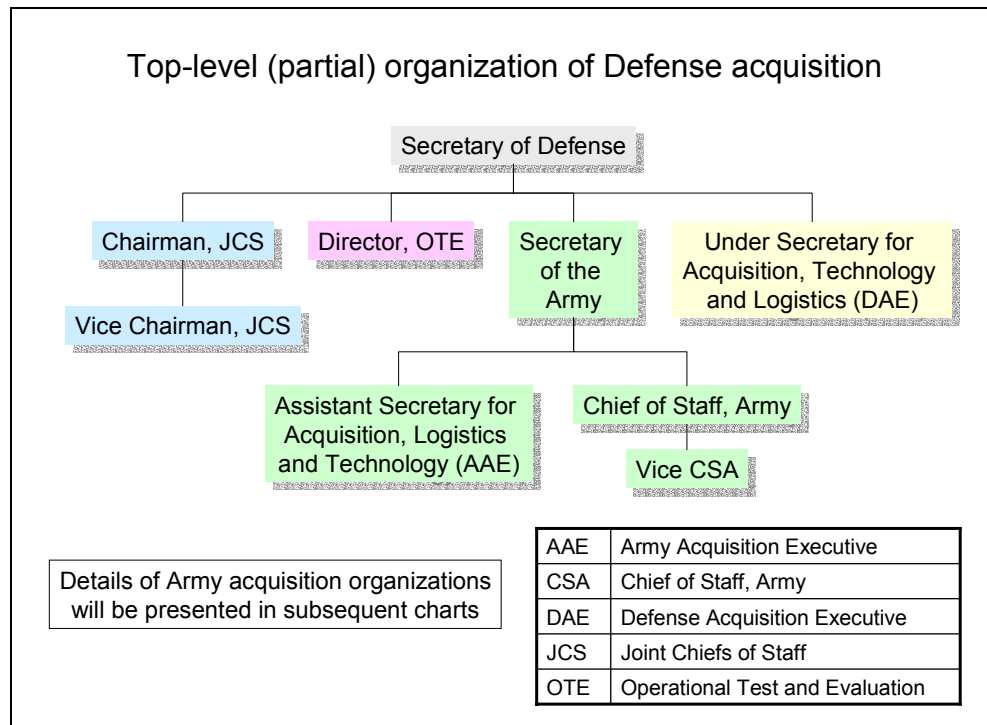 Top-level (partial) organization of Defense acquisition
Secretary of Defense
Chairman, JCS
Director, OTE
Secretary
of the
Army
Under Secretary for
Acquisition, Technology
and Logistics (DAE)
Vice Chairman, JCS
Assistant Secretary for
Acquisition, Logistics
and Technology (AAE)
Chief of Staff, Army
Vice CSA
Details of Army acquisition organizations
will be presented in subsequent charts
AAE Army Acquisition Executive
CSA Chief of Staff, Army
DAE Defense Acquisition Executive
JCS Joint Chiefs of Staff
OTE Operational Test and Evaluation